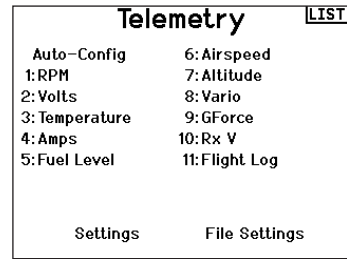 Telemetry
LIST
Auto-Config
1:RPM
2:Volts
3:Temperature
4:Amps
5:Fuel Level
6:Airspeed
7:Altitude
8:Vario
9:GForce
10:Rx V
11:Flight Log
Settings
File Settings